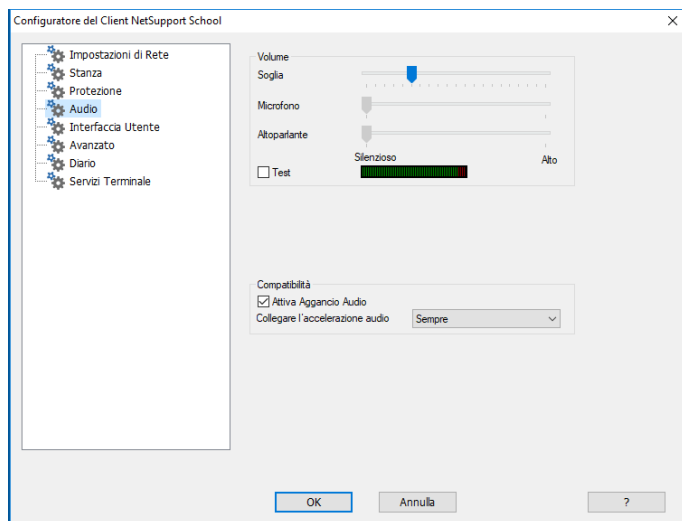 Configuratore del Client NetSupport School
Impostazioni di Rete
Stanza
Protezione
Audio
Interfaccia Utente
Avanzato
Diario
Servizi Terminale
Volume
Soglia
Microfono
Altoparlante
Silenzioso
Alto
Test
Compatibilità
Attiva Aggancio Audio
Collegare l'accelerazione audio
Sempre
OK
Annulla
?